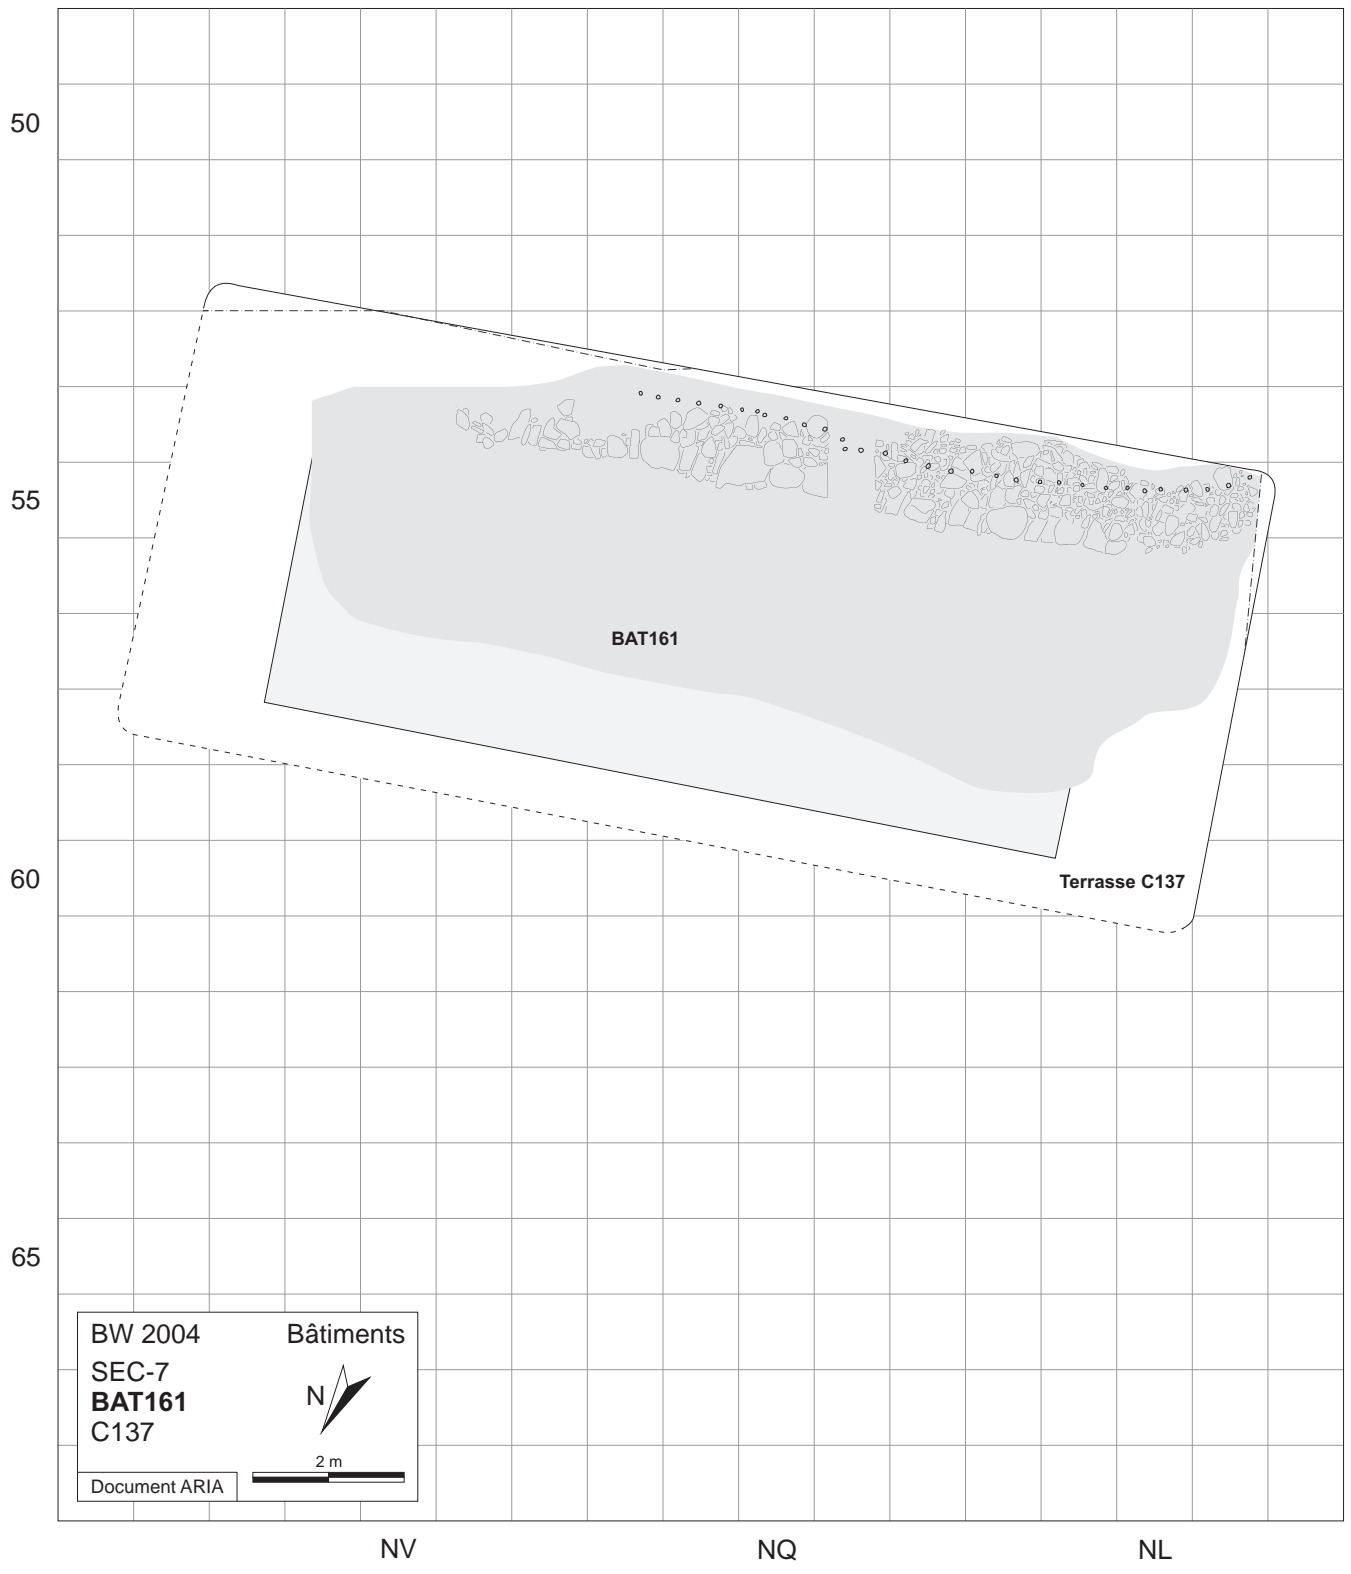 50
55
BAT161
60
Terrasse C137
65
BW 2004 Bâtiments
SEC-7
BAT161
C137
N
2 m
Document ARIA
NV NQ NL